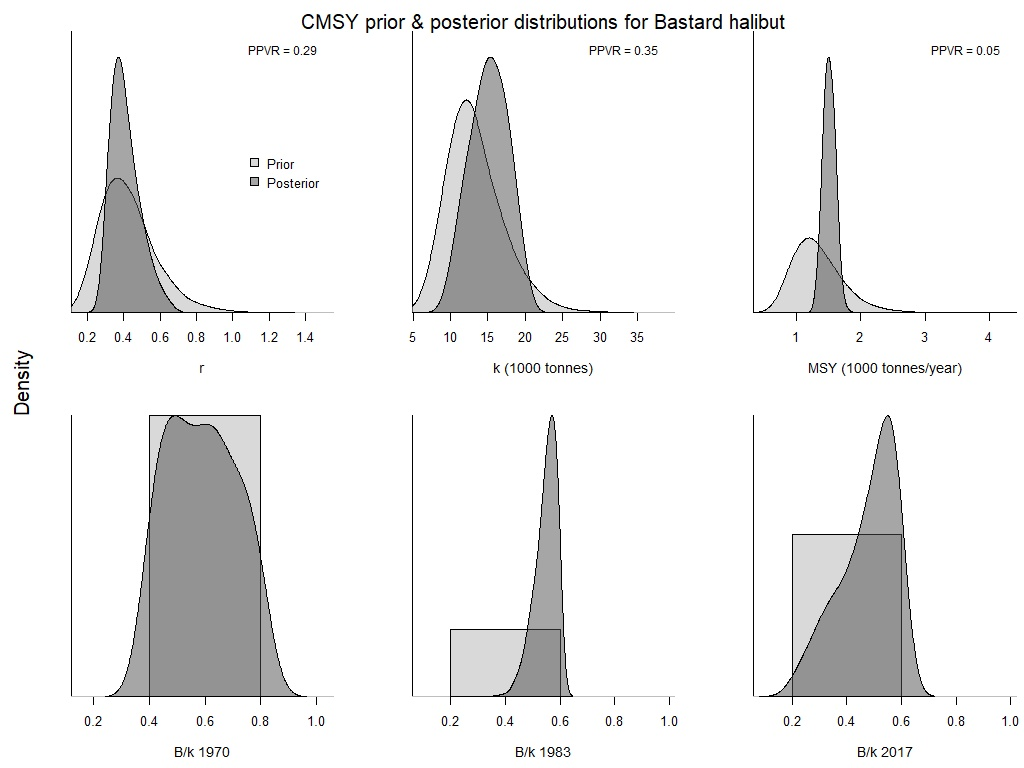 CMSY prior & posterior distributions for Bastard halibut
PPVR = 0.29
PPVR = 0.35
PPVR = 0.05
Prior
Posterior
0.2 0.4 0.6 0.8 1.0 1.2 1.4
5 10 15 20 25 30 35
1 2 3 4
r
k (1000 tonnes)
MSY (1000 tonnes/year)
Density
0.2 0.4 0.6 0.8 1.0
0.2 0.4 0.6 0.8 1.0
0.2 0.4 0.6 0.8 1.0
B/k 1970
B/k 1983
B/k 2017